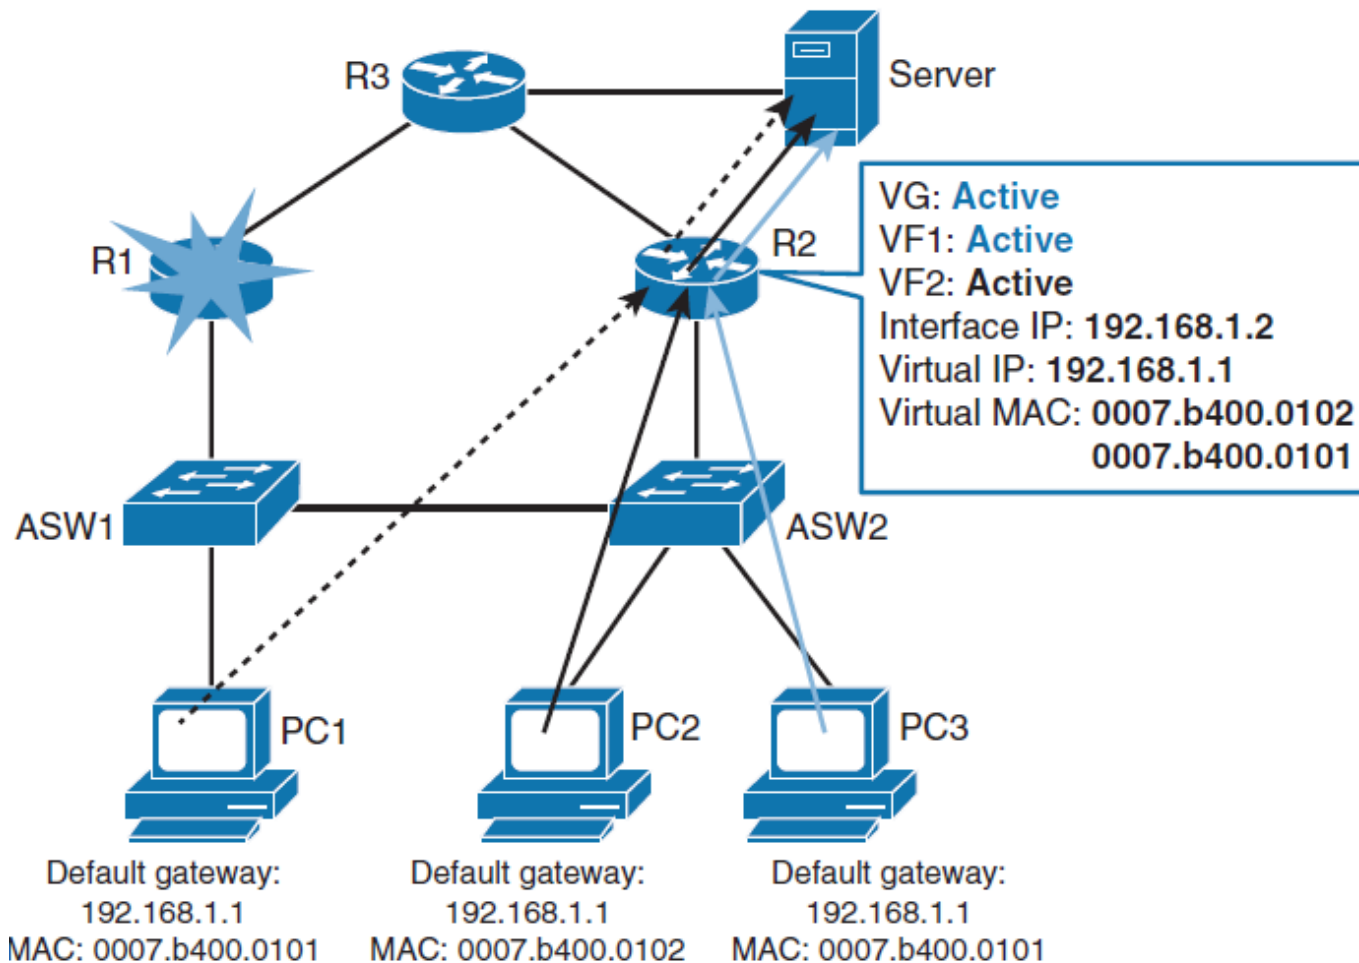 R3
Server
R1
R2
VG: Active
VF1: Active
VF2: Active
Interface IP: 192.168.1.2
Virtual IP: 192.168.1.1
Virtual MAC: 0007.b400.0102
0007.b400.0101
ASW1
ASW2
PC1
PC2
PC3
Default gateway:
192.168.1.1
MAC: 0007.b400.0101
Default gateway:
192.168.1.1
MAC: 0007.b400.0102
Default gateway:
192.168.1.1
MAC: 0007.b400.0101